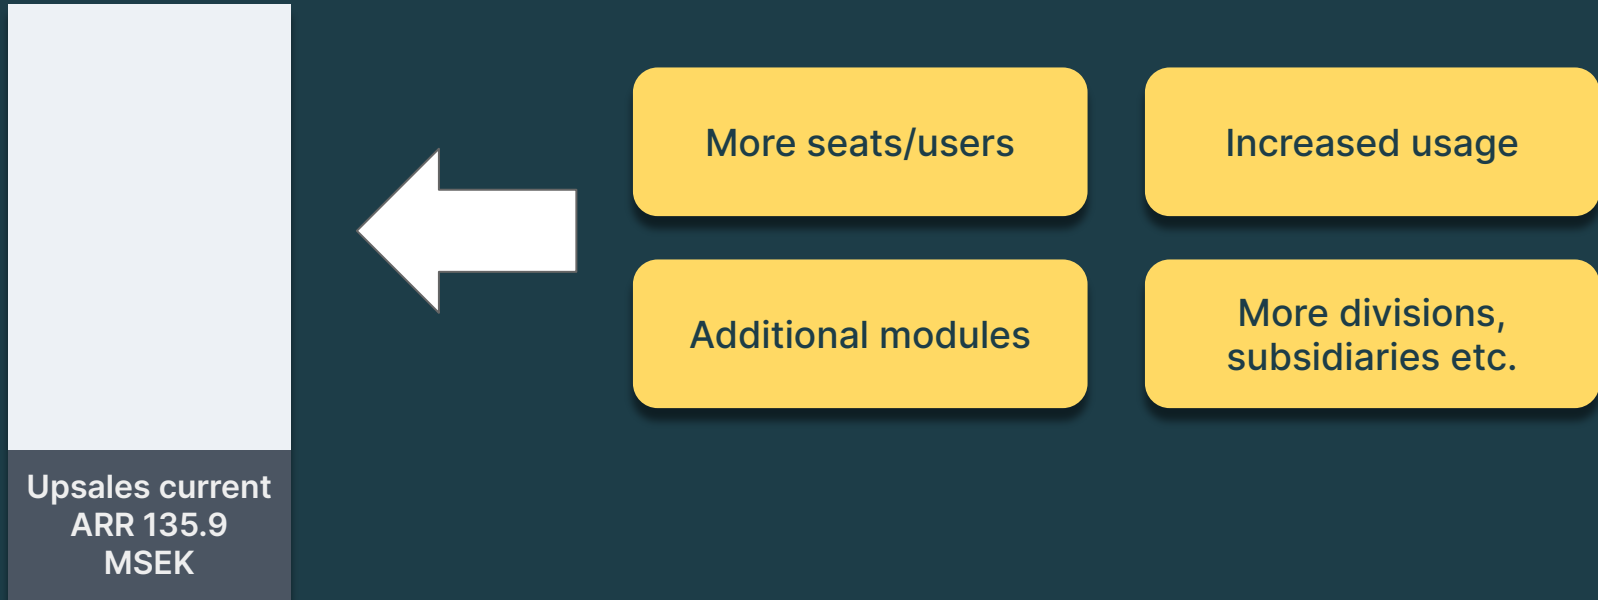 More seats/users
Increased usage
Additional modules
More divisions,
subsidiaries etc.
Upsales current
ARR 135.9
MSEK